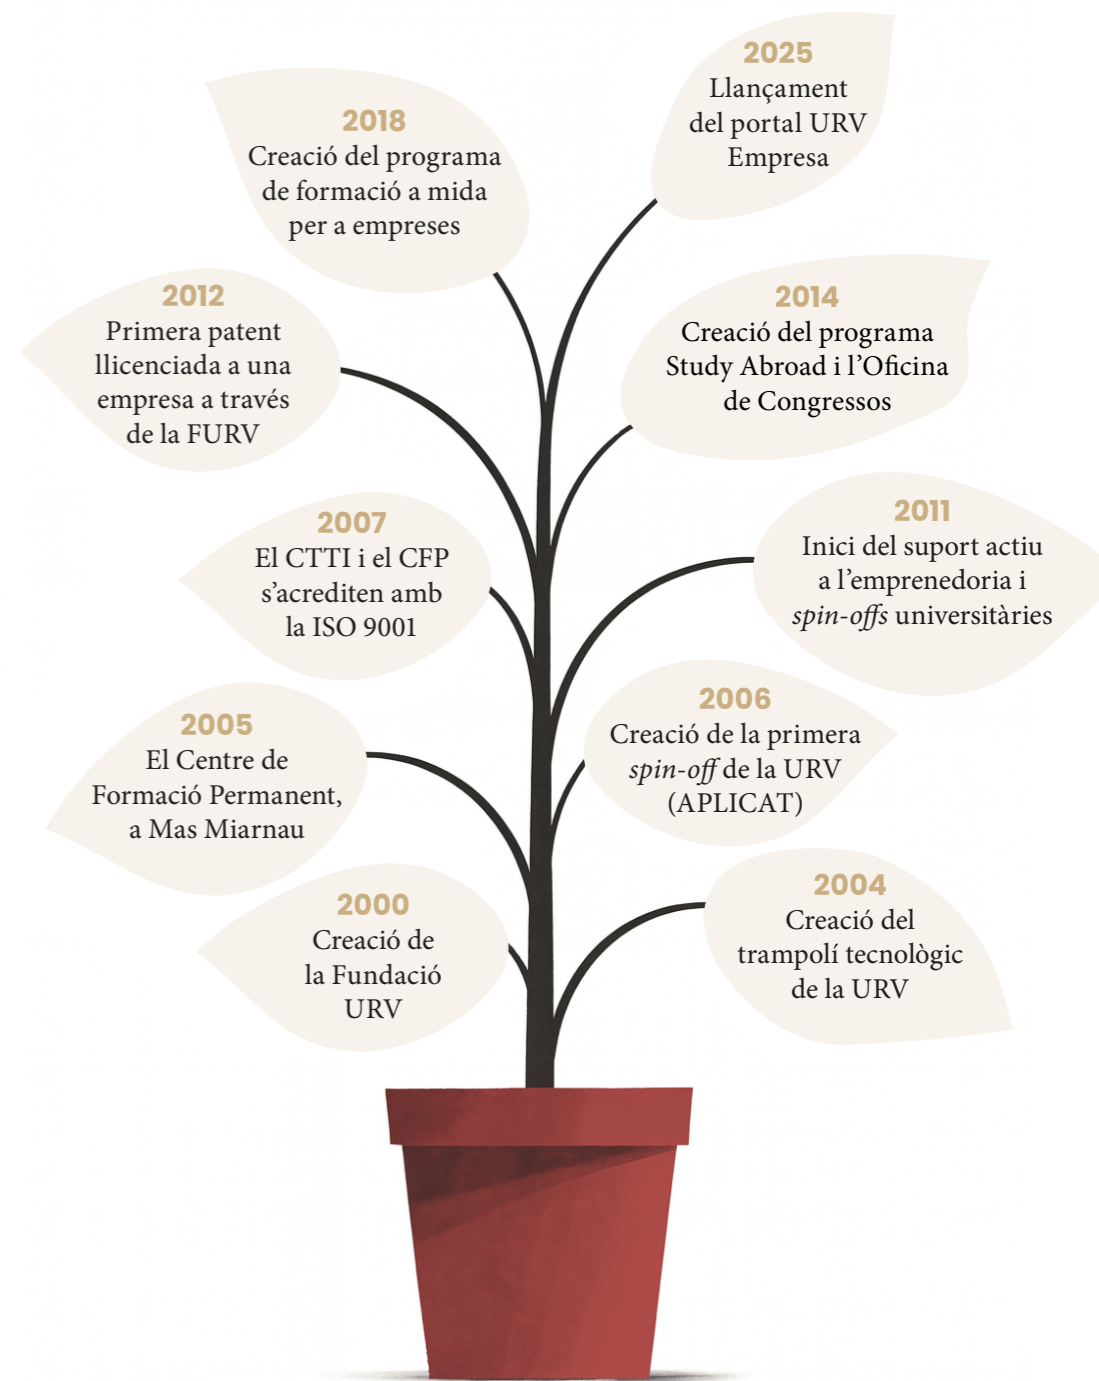 2025
Llançament
del portal URV
Empresa
2018
Creació del programa
de formació a mida
per a empreses
2012
Primera patent
llicenciada a una
empresa a través
de la FURV
2014
Creació del programa
Study Abroad i l’Oficina
de Congressos
2007
El CTTI i el CFP
s’acrediten amb
la ISO 9001
2011
Inici del suport actiu
a l’emprenedoria i
spin-offs universitàries
2005
El Centre de
Formació Permanent,
a Mas Miarnau
2006
Creació de la primera
spin-off de la URV
(APLICAT)
2000
Creació de
la Fundació
URV
2004
Creació del
trampolí tecnològic
de la URV